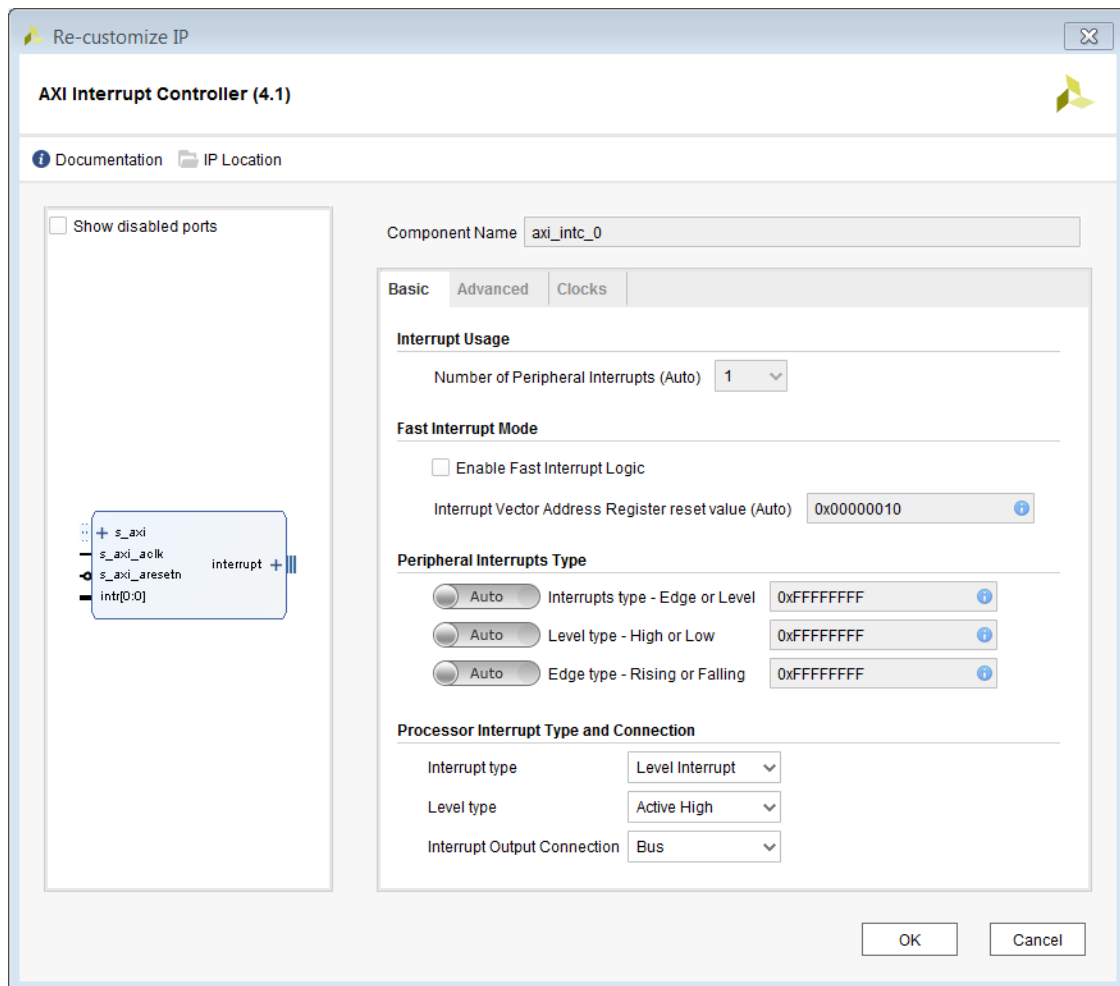 Re-customize IP
AXI Interrupt Controller (4.1)
Documentation IP Location
Show disabled ports
s_axi
s_axi_aclk
s_axi_aresetn
intr[0:0]
interrupt
Component Name axi_intc_0
Basic Advanced Clocks
Interrupt Usage
Number of Peripheral Interrupts (Auto) 1
Fast Interrupt Mode
Enable Fast Interrupt Logic
Interrupt Vector Address Register reset value (Auto) 0x00000010
Peripheral Interrupts Type
Auto Interrupts type - Edge or Level 0xFFFFFFFF
Auto Level type - High or Low 0xFFFFFFFF
Auto Edge type - Rising or Falling 0xFFFFFFFF
Processor Interrupt Type and Connection
Interrupt type Level Interrupt
Level type Active High
Interrupt Output Connection Bus
OK Cancel